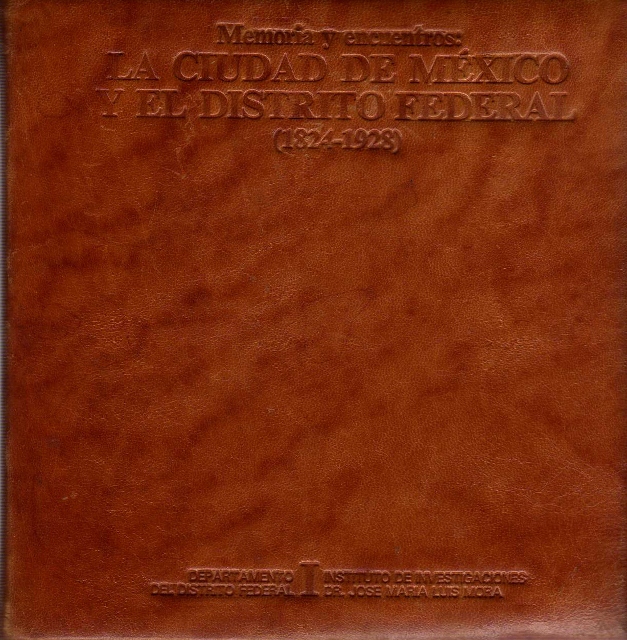 Memoria y encuentros:
LA CIUDAD DE MÉXICO
Y EL DISTRITO FEDERAL
(1824-1928)
DEPARTAMENTO
DEL DISTRITO FEDERAL
I
INSTITUTO DE INVESTIGACIONES
DR. JOSE MARIA LUIS MORA